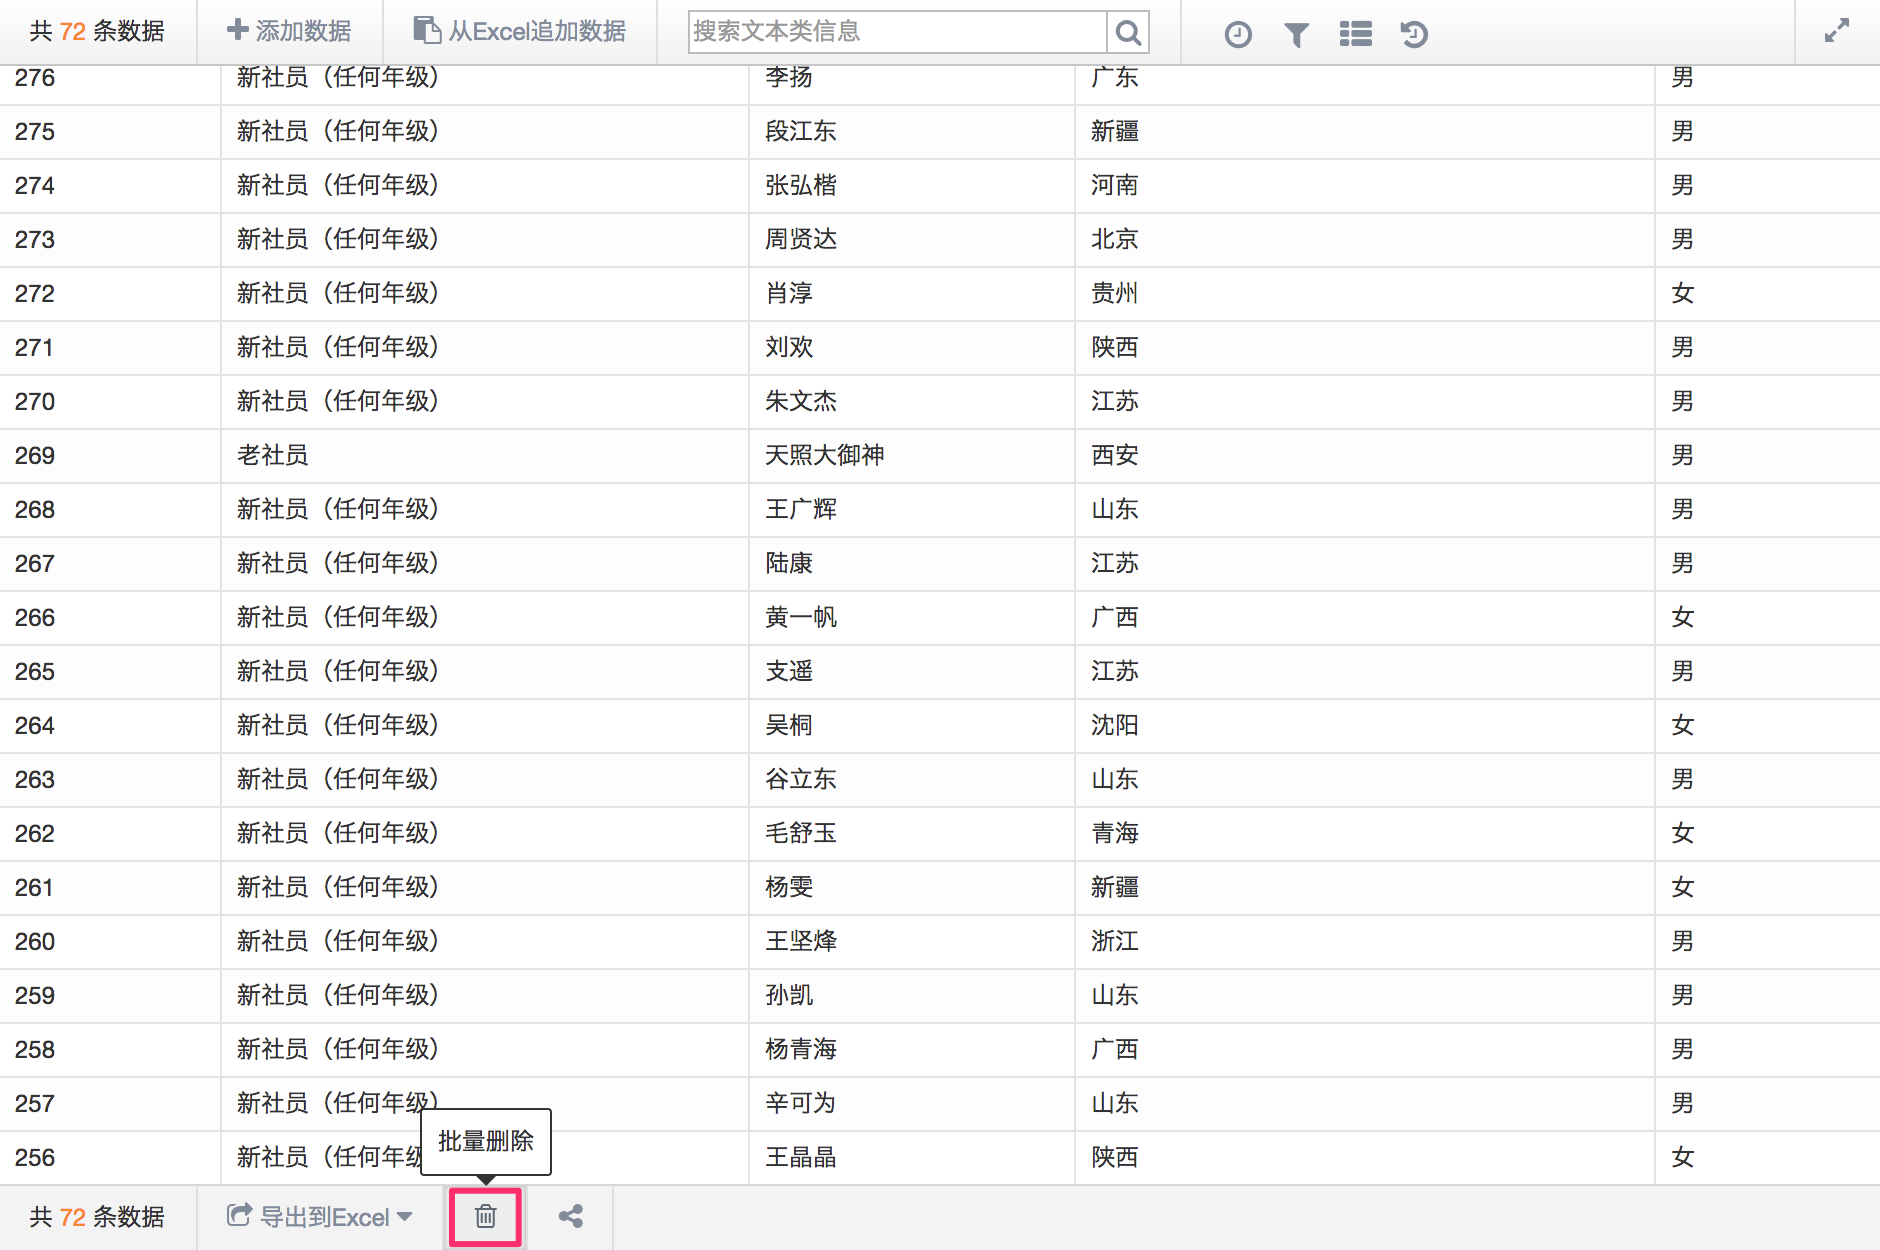 共 72 条数据 添加数据 从Excel追加数据 搜索文本类信息
276 新社员（任何年级） 李扬 广东 男
275 新社员（任何年级） 段江东 新疆 男
274 新社员（任何年级） 张弘楷 河南 男
273 新社员（任何年级） 周贤达 北京 男
272 新社员（任何年级） 肖淳 贵州 女
271 新社员（任何年级） 刘欢 陕西 男
270 新社员（任何年级） 朱文杰 江苏 男
269 老社员 天照大御神 西安 男
268 新社员（任何年级） 王广辉 山东 男
267 新社员（任何年级） 陆康 江苏 男
266 新社员（任何年级） 黄一帆 广西 女
265 新社员（任何年级） 支遥 江苏 男
264 新社员（任何年级） 吴桐 沈阳 女
263 新社员（任何年级） 谷立东 山东 男
262 新社员（任何年级） 毛舒玉 青海 女
261 新社员（任何年级） 杨雯 新疆 女
260 新社员（任何年级） 王坚烽 浙江 男
259 新社员（任何年级） 孙凯 山东 男
258 新社员（任何年级） 杨青海 广西 男
257 新社员（任何年级） 辛可为 山东 男
批量删除
256 新社员（任何年级 王晶晶 陕西 女
共 72 条数据 导出到Excel